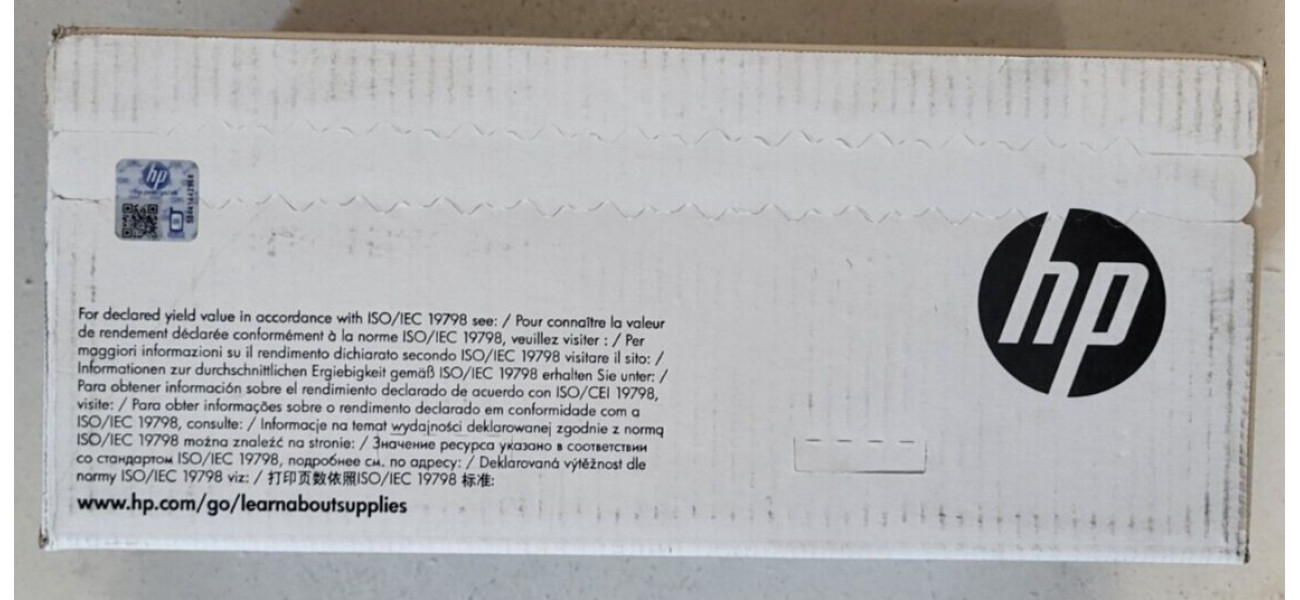 hp
For declared yield value in accordance with ISO/IEC 19798 see: / Pour connaître la valeur
de rendement déclarée conformément à la norme ISO/IEC 19798, veuillez visiter : / Per
maggiori informazioni su il rendimento dichiarato secondo ISO/IEC 19798 visitare il sito: /
Informationen zur durchschnittlichen Ergiebigkeit gemäß ISO/IEC 19798 erhalten Sie unter: /
Para obtener información sobre el rendimiento declarado de acuerdo con ISO/CEI 19798,
visite: / Para obter informações sobre o rendimento declarado em conformidade com a
ISO/IEC 19798, consulte: / Informacje na temat wydajności deklarowanej zgodnie z normą
ISO/IEC 19798 można znaleźć na stronie: / Значение ресурса указано в соответствии
со стандартом ISO/IEC 19798, подробнее см. по адресу: / Deklarovaná výtěžnost dle
normy ISO/IEC 19798 viz: / 打印页数依照ISO/IEC 19798 标准:
www.hp.com/go/learnaboutsupplies
hp